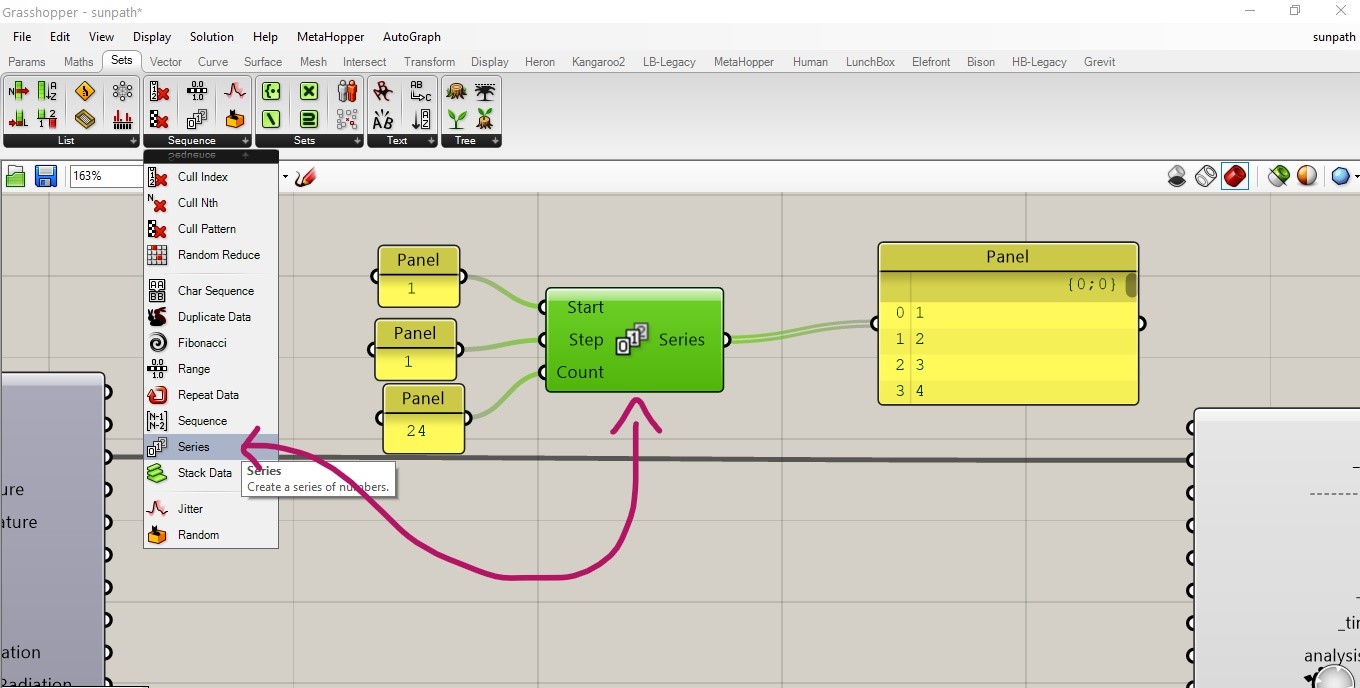 Grasshopper - sunpath*
File Edit View Display Solution Help MetaHopper AutoGraph sunpath
Params Maths Sets Vector Curve Surface Mesh Intersect Transform Display Heron Kangaroo2 LB-Legacy MetaHopper Human LunchBox Elefront Bison HB-Legacy Grevit
List Sequence Sets Text Tree
Sequence
163%
Cull Index
Cull Nth
Cull Pattern
Random Reduce
Char Sequence
Duplicate Data
Fibonacci
Range
Repeat Data
Sequence
Series
Stack Data
Jitter
Random
Series
Create a series of numbers.
Panel
1
Panel
1
Panel
24
Start
Step Series
Count
Panel
{0;0}
0 1
1 2
2 3
3 4
ure
ature
ation
Radiation
_tir
analysis